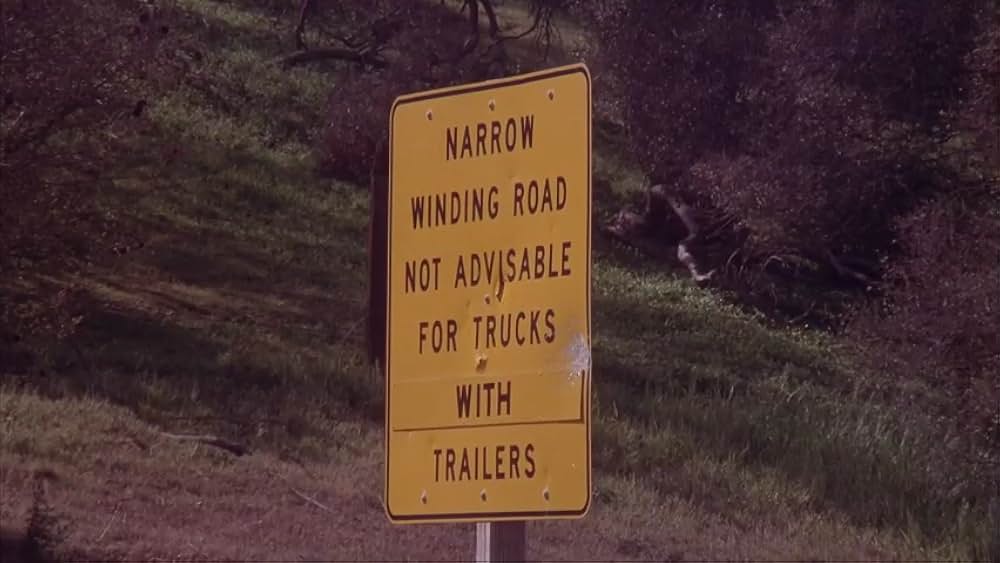 NARROW
WINDING ROAD
NOT ADVISABLE
FOR TRUCKS
WITH
TRAILERS